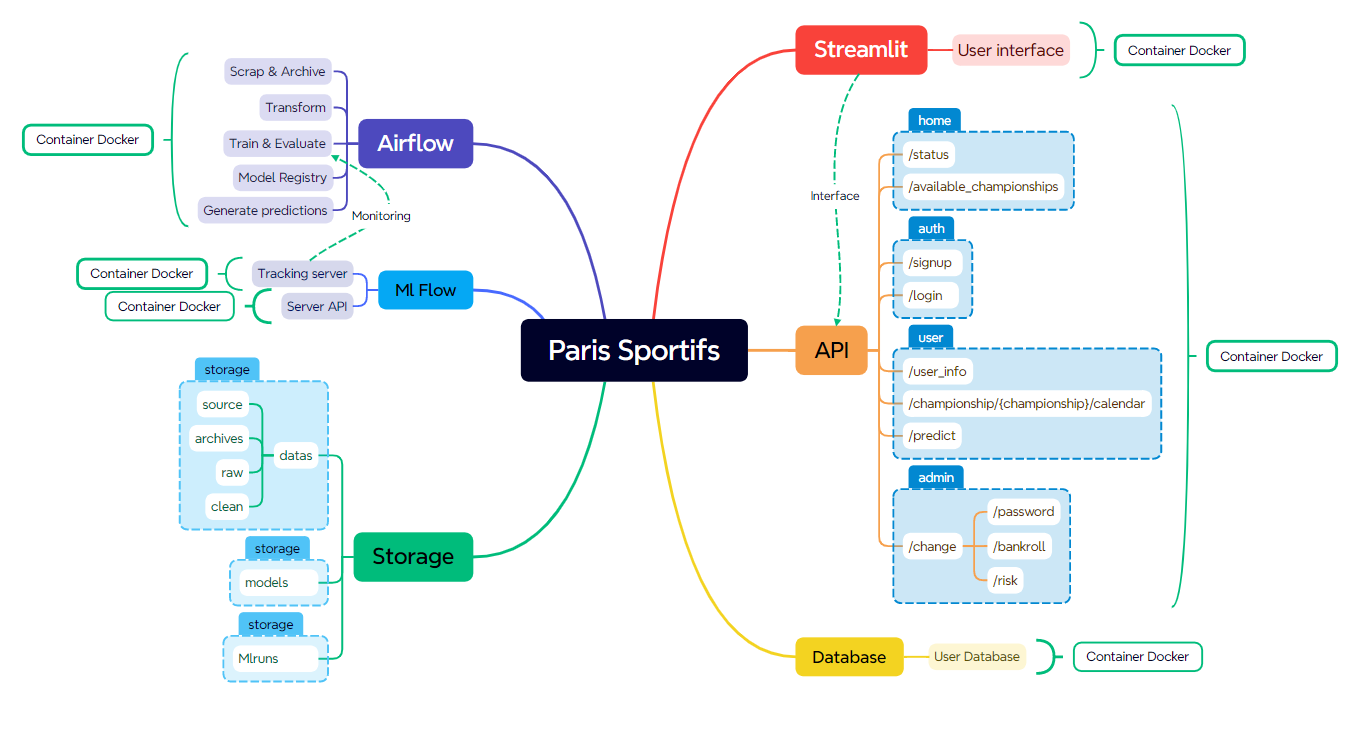 Paris Sportifs
Airflow
Scrap & Archive
Transform
Train & Evaluate
Model Registry
Generate predictions
Container Docker
Monitoring
Ml Flow
Tracking server
Container Docker
Server API
Container Docker
Storage
storage
datas
source
archives
raw
clean
storage
models
storage
Mlruns
Streamlit
User interface
Container Docker
Interface
API
home
/status
/available_championships
auth
/signup
/login
user
/user_info
/championship/{championship}/calendar
/predict
admin
/change
/password
/bankroll
/risk
Container Docker
Database
User Database
Container Docker